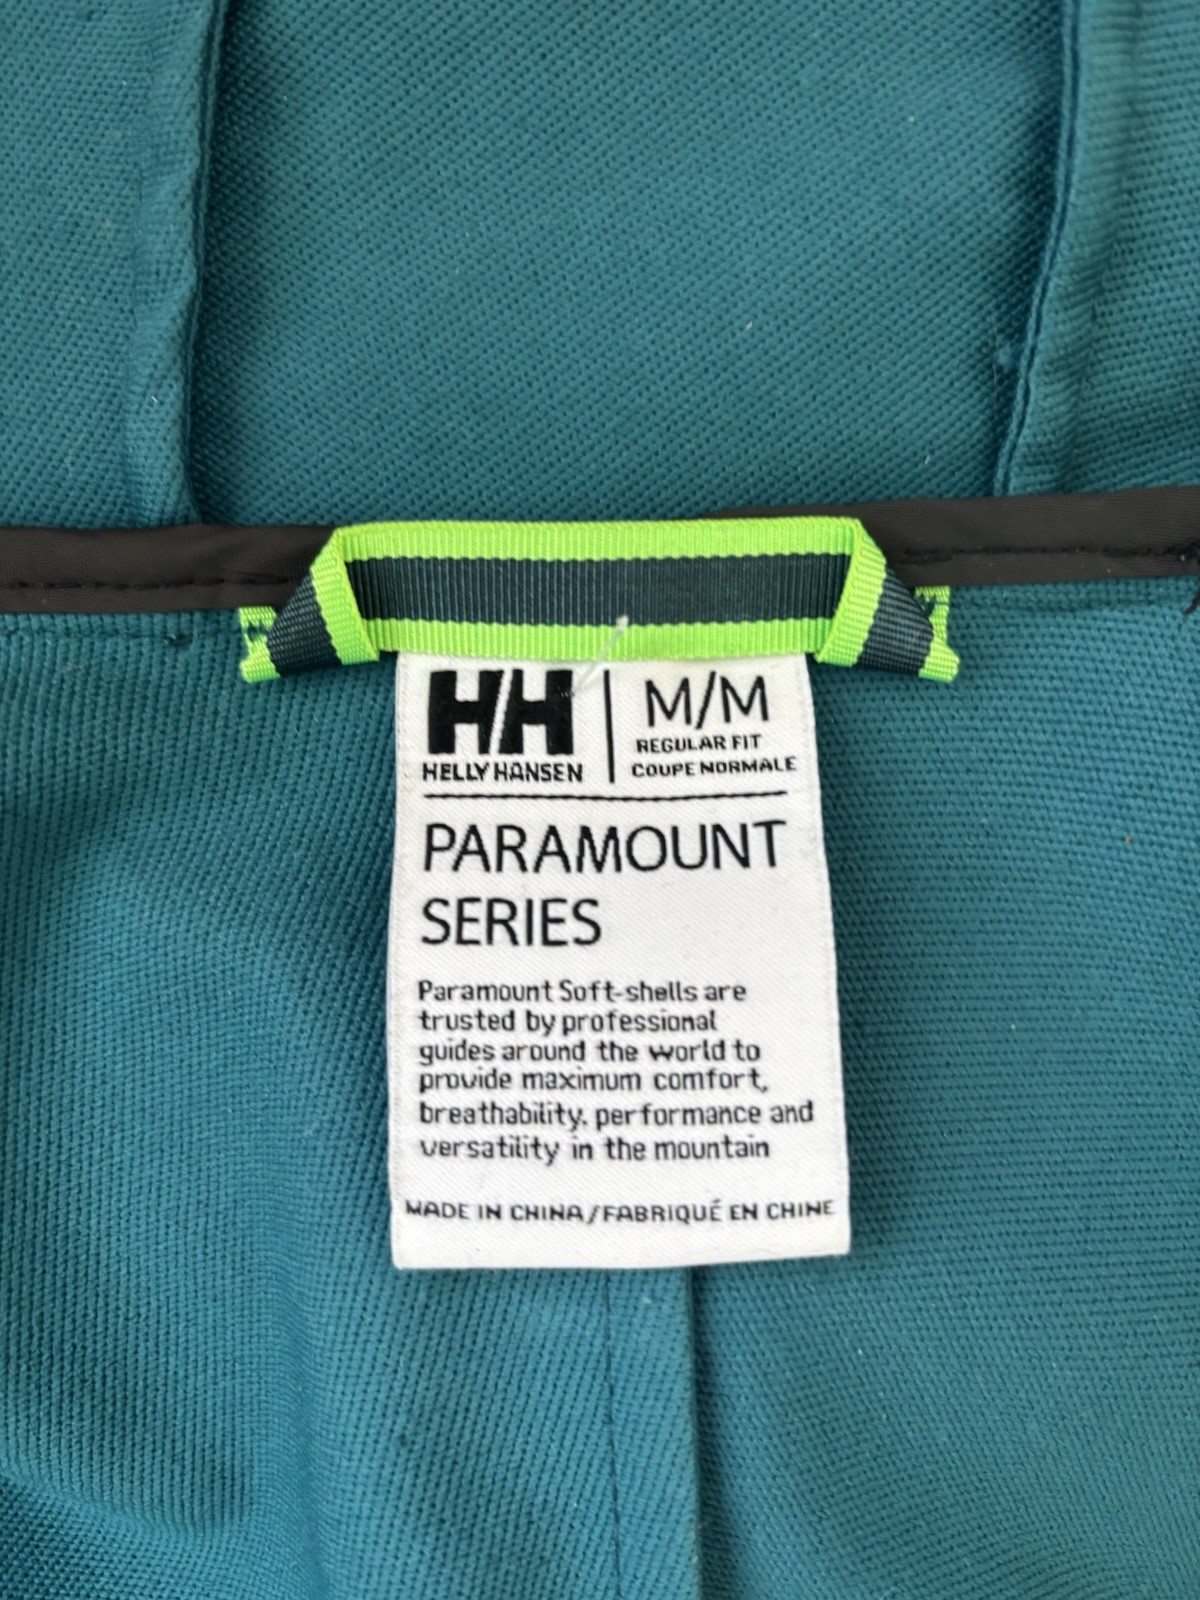 HH
HELLY HANSEN
M/M
REGULAR FIT
COUPE NORMALE
PARAMOUNT
SERIES
Paramount Soft-shells are
trusted by professional
guides around the world to
provide maximum comfort,
breathability, performance and
versatility in the mountain
MADE IN CHINA/FABRIQUÉ EN CHINE